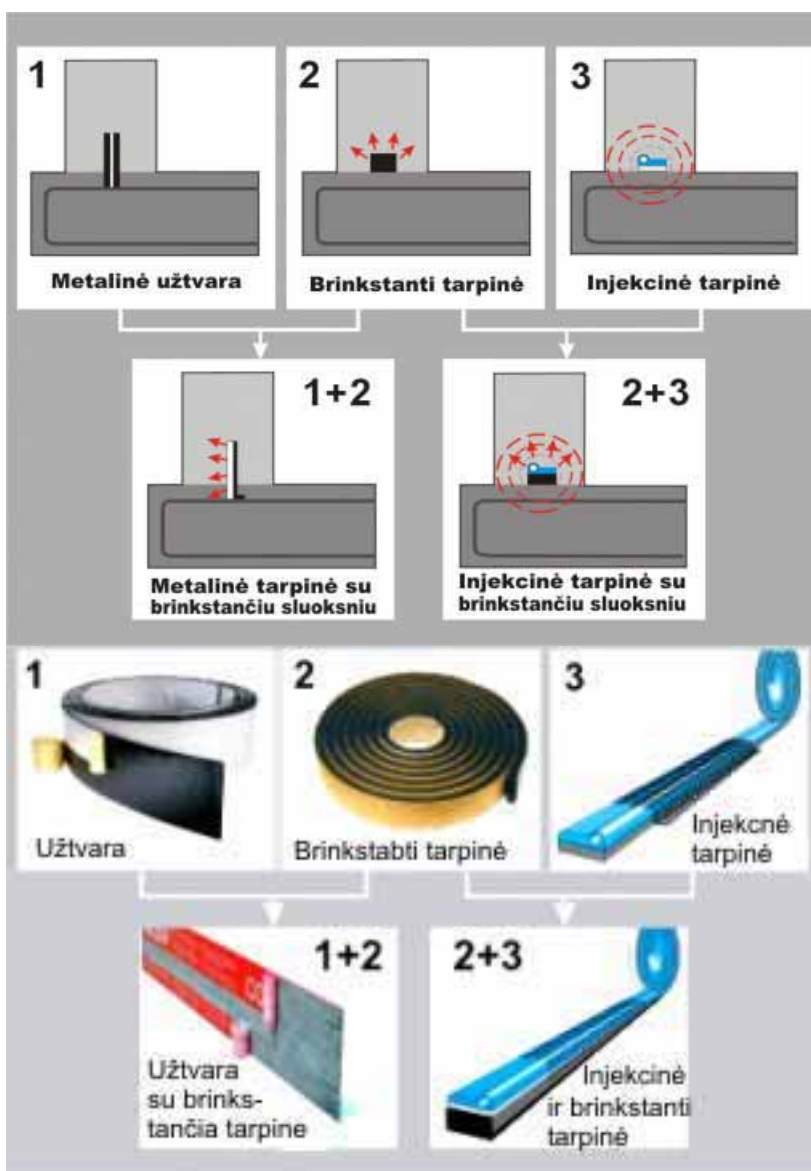 1
2
3
Metalinė užtvara
Brinkstanti tarpinė
Injekcinė tarpinė
1+2
2+3
Metalinė tarpinė su
brinkstančiu sluoksniu
Injekcinė tarpinė su
brinkstančiu sluoksniu
1
2
3
Užtvara
Brinkstabti tarpinė
Injekcnė
tarpinė
1+2
2+3
Užtvara
su brinks-
tančia tarpine
Injekcinė
ir brinkstanti
tarpinė